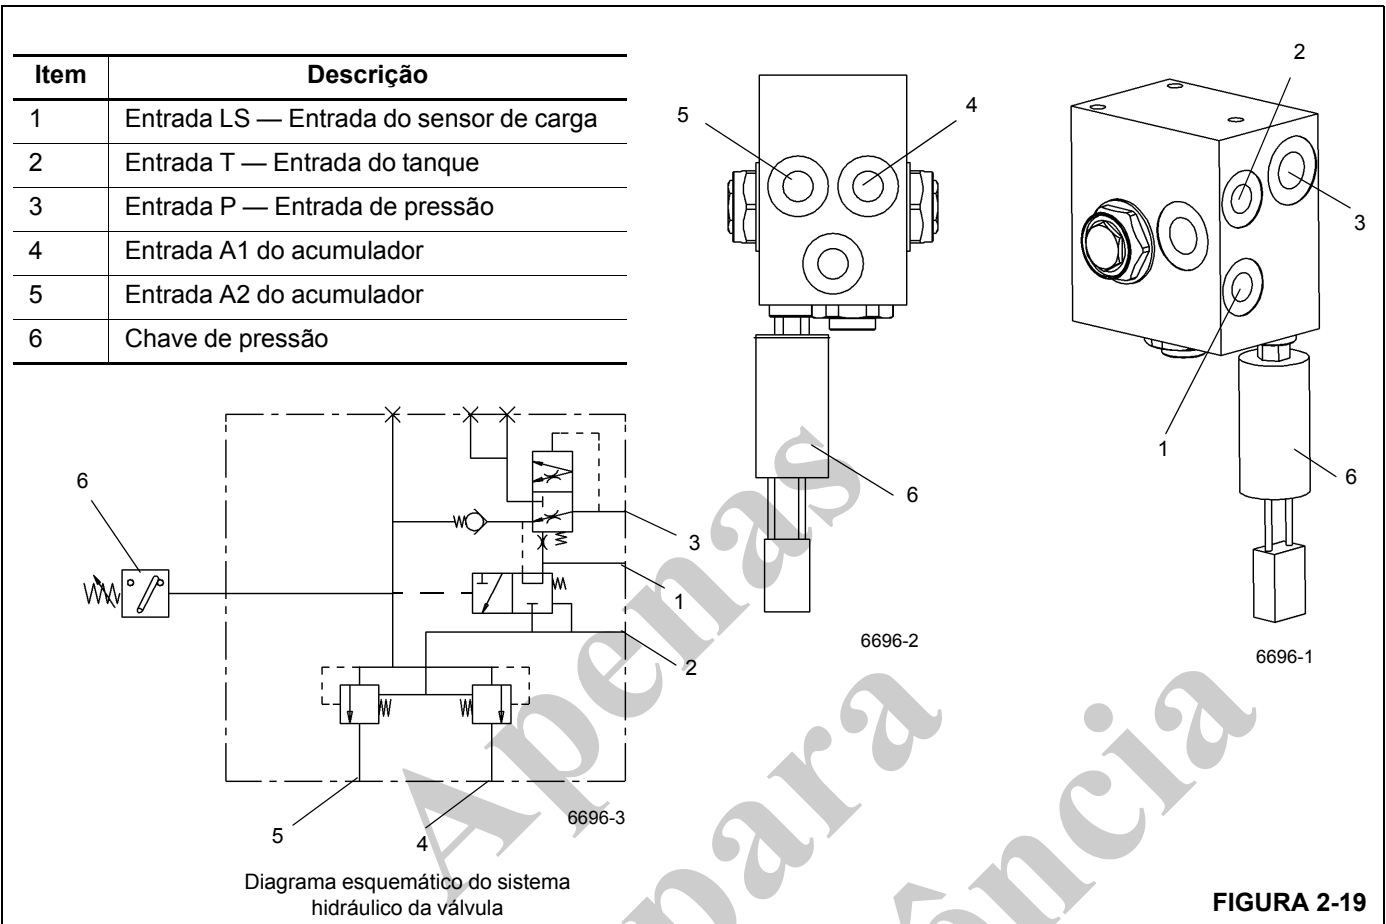 Item Descrição
1 Entrada LS — Entrada do sensor de carga
2 Entrada T — Entrada do tanque
3 Entrada P — Entrada de pressão
4 Entrada A1 do acumulador
5 Entrada A2 do acumulador
6 Chave de pressão
5
4
6
6696-2
2
3
1
6
6696-1
6
3
1
2
5
4
6696-3
Diagrama esquemático do sistema
hidráulico da válvula
FIGURA 2-19
Apenas
para